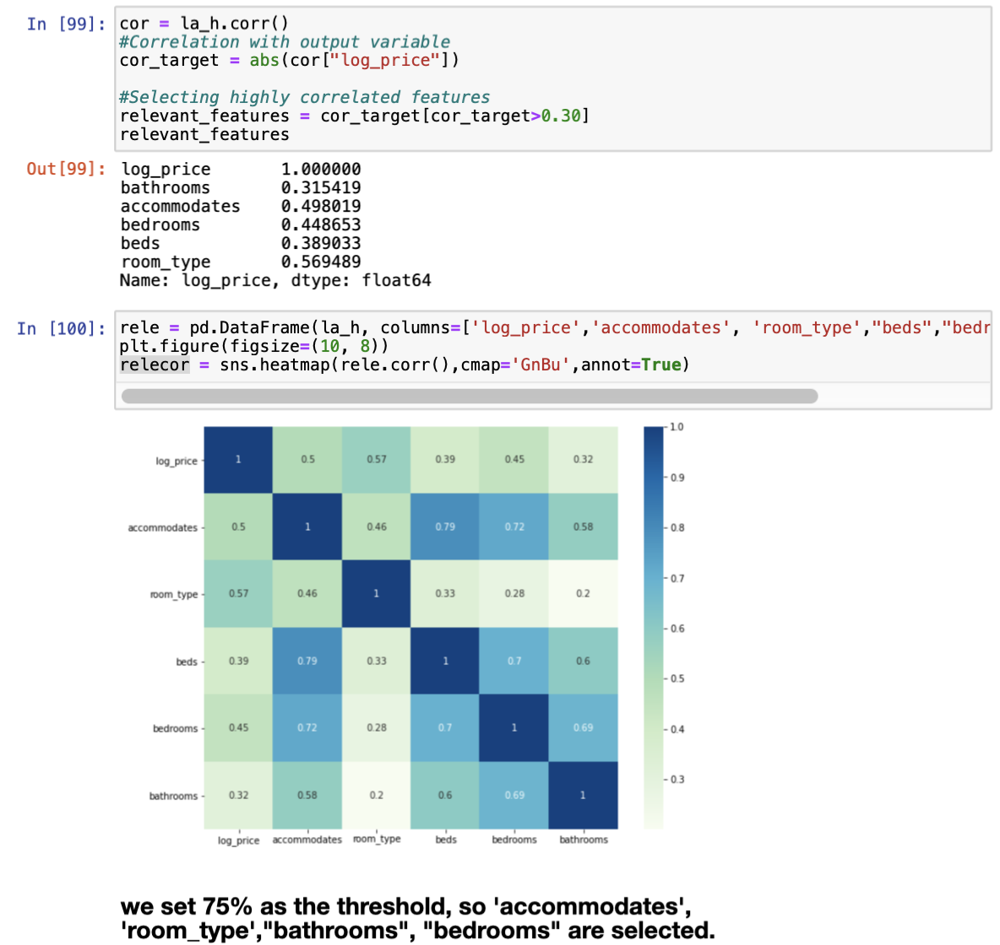 In [99]: cor = la_h.corr()
#Correlation with output variable
cor_target = abs(cor["log_price"])
#Selecting highly correlated features
relevant_features = cor_target[cor_target>0.30]
relevant_features
Out[99]: log_price 1.000000
bathrooms 0.315419
accommodates 0.498019
bedrooms 0.448653
beds 0.389033
room_type 0.569489
Name: log_price, dtype: float64
In [100]: rele = pd.DataFrame(la_h, columns=['log_price','accommodates', 'room_type',"beds","bedr
plt.figure(figsize=(10, 8))
relecor = sns.heatmap(rele.corr(),cmap='GnBu',annot=True)
log_price 1 0.5 0.57 0.39 0.45 0.32
accommodates 0.5 1 0.46 0.79 0.72 0.58
room_type 0.57 0.46 1 0.33 0.28 0.2
beds 0.39 0.79 0.33 1 0.7 0.6
bedrooms 0.45 0.72 0.28 0.7 1 0.69
bathrooms 0.32 0.58 0.2 0.6 0.69 1
log_price accommodates room_type beds bedrooms bathrooms
1.0
0.9
0.8
0.7
0.6
0.5
0.4
0.3
we set 75% as the threshold, so 'accommodates',
'room_type',"bathrooms", "bedrooms" are selected.